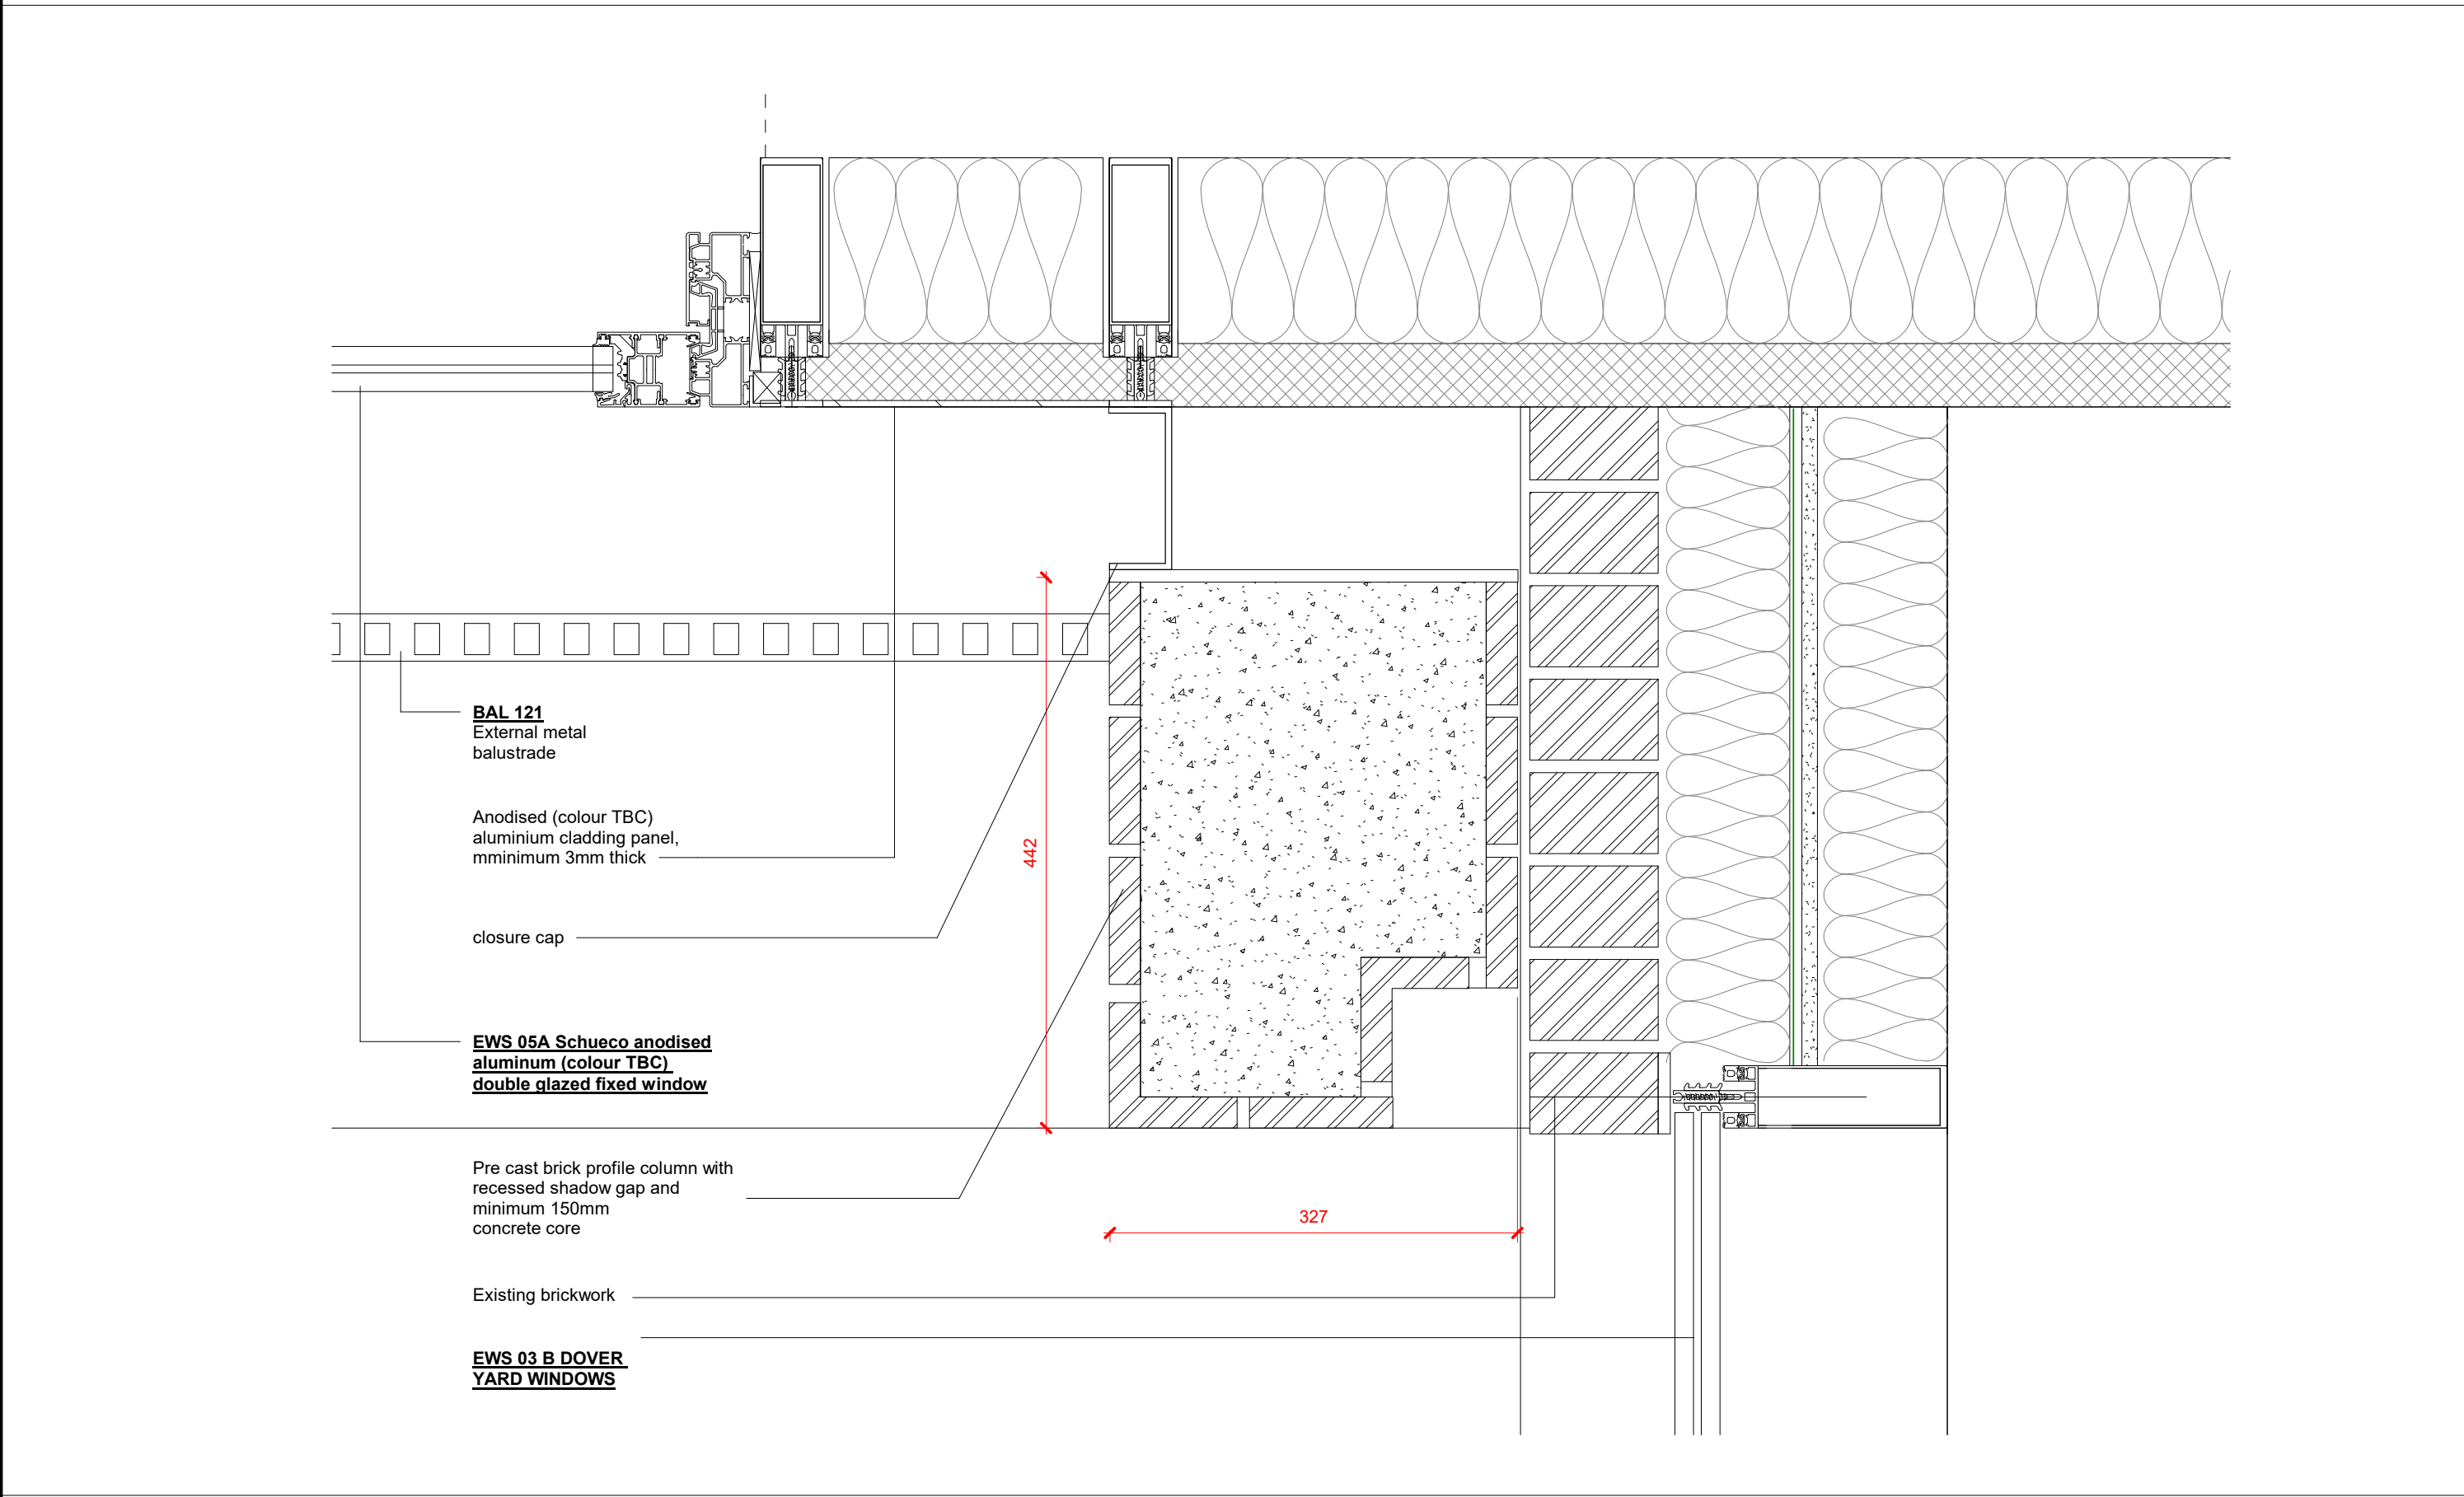 BAL 121
External metal
balustrade
Anodised (colour TBC)
aluminium cladding panel,
mminimum 3mm thick
closure cap
EWS 05A Schueco anodised
aluminum (colour TBC)
double glazed fixed window
Pre cast brick profile column with
recessed shadow gap and
minimum 150mm
concrete core
Existing brickwork
EWS 03 B DOVER
YARD WINDOWS
442
327